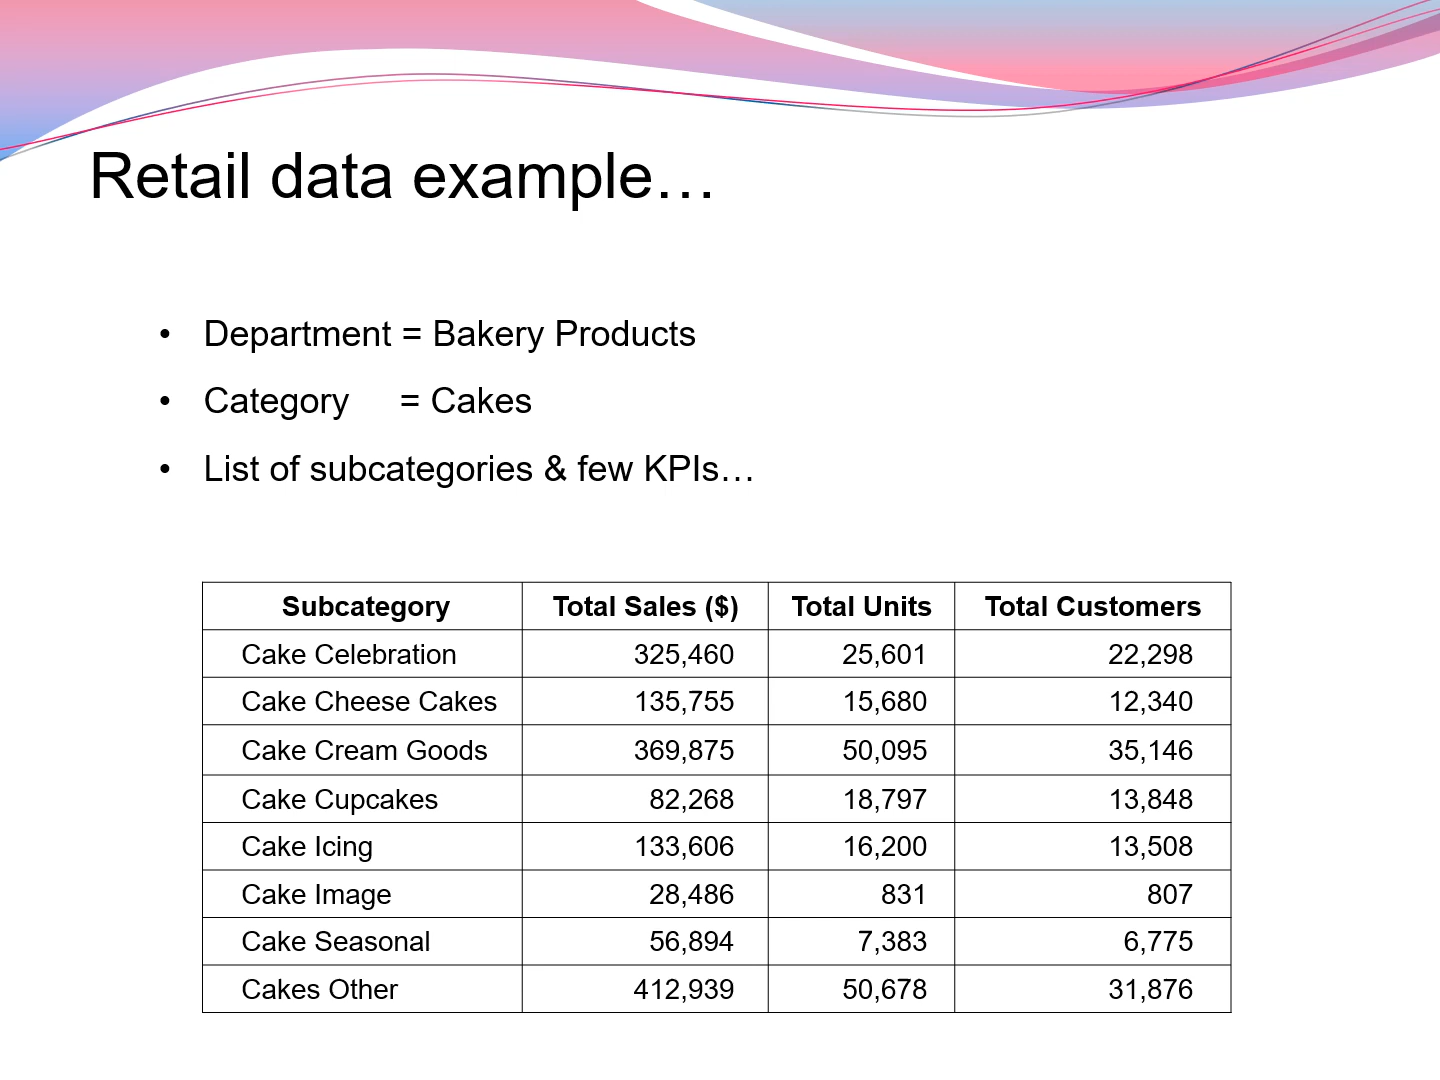 Retail data example…
• Department = Bakery Products
• Category = Cakes
• List of subcategories & few KPIs…
Subcategory Total Sales ($) Total Units Total Customers
Cake Celebration 325,460 25,601 22,298
Cake Cheese Cakes 135,755 15,680 12,340
Cake Cream Goods 369,875 50,095 35,146
Cake Cupcakes 82,268 18,797 13,848
Cake Icing 133,606 16,200 13,508
Cake Image 28,486 831 807
Cake Seasonal 56,894 7,383 6,775
Cakes Other 412,939 50,678 31,876